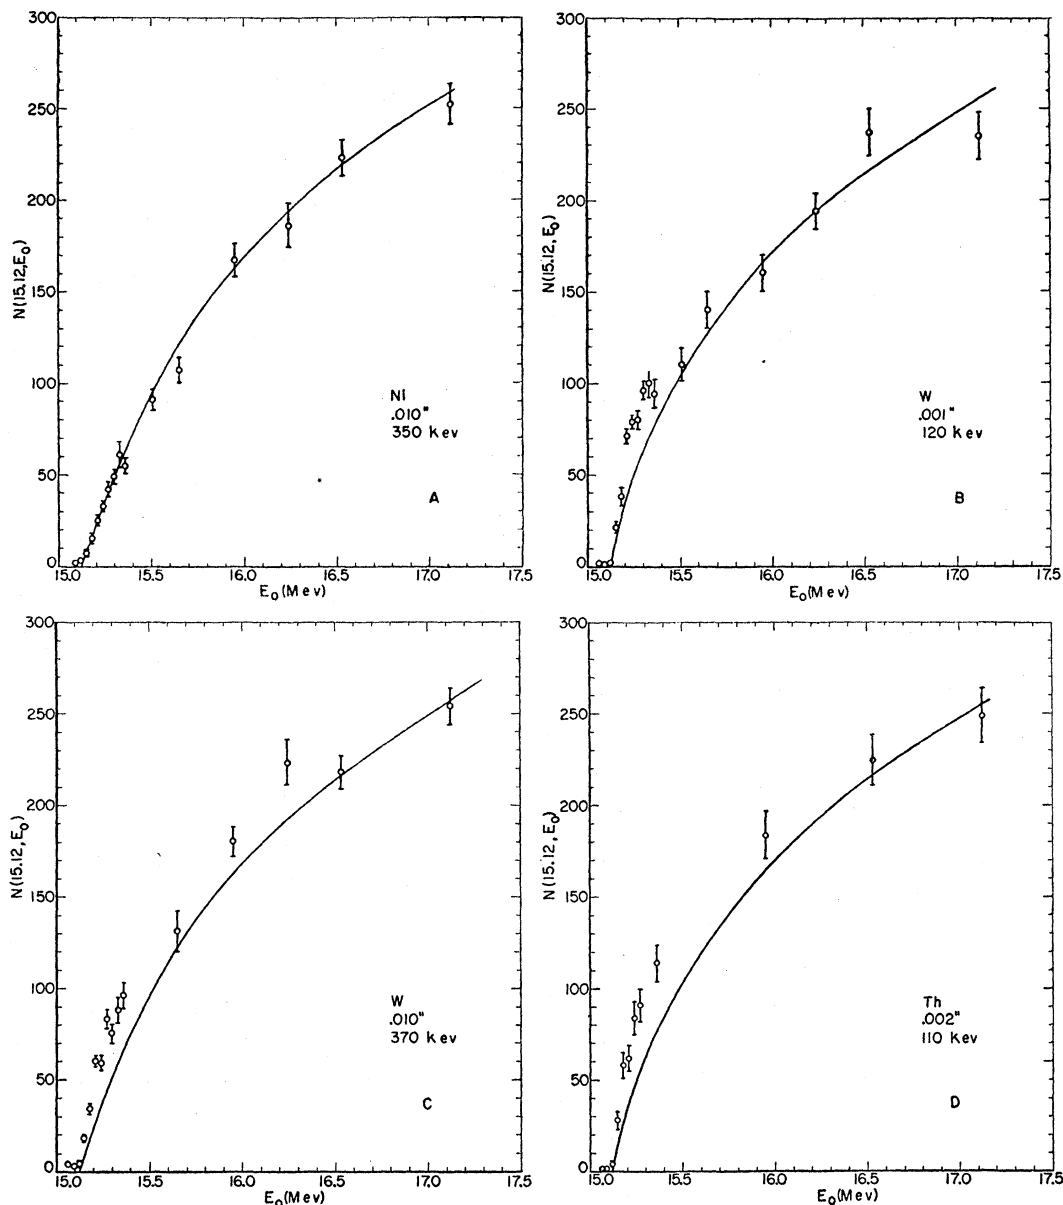 300
250
200
150
100
50
0
N(15.12,E₀)
15.0 15.5 16.0 16.5 17.0 17.5
E₀(Mev)
Ni
.010"
350 kev
A
300
250
200
150
100
50
0
N(15.12, E₀)
15.0 15.5 16.0 16.5 17.0 17.5
E₀(Mev)
W
.001"
120 kev
B
300
250
200
150
100
50
0
N(15.12, E₀)
15.0 15.5 16.0 16.5 17.0 17.5
E₀(Mev)
W
.010"
370 kev
C
300
250
200
150
100
50
0
N(15.12, E₀)
15.0 15.5 16.0 16.5 17.0 17.5
E₀(Mev)
Th
.002"
110 kev
D